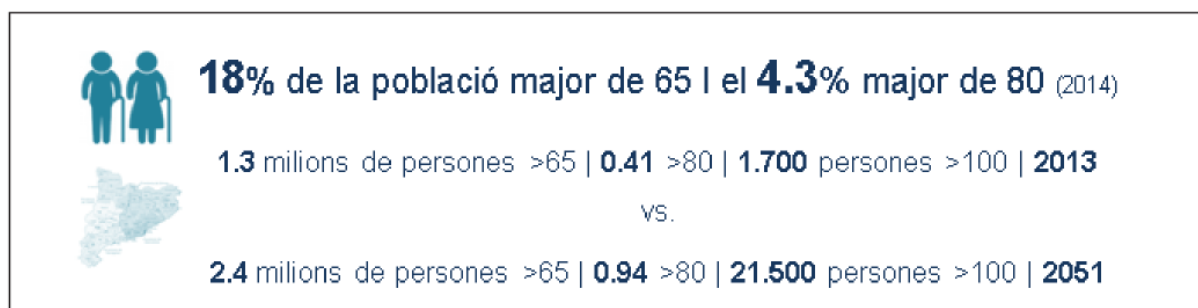 18% de la població major de 65 I el 4.3% major de 80 (2014)
1.3 milions de persones >65 | 0.41 >80 | 1.700 persones >100 | 2013
vs.
2.4 milions de persones >65 | 0.94 >80 | 21.500 persones >100 | 2051